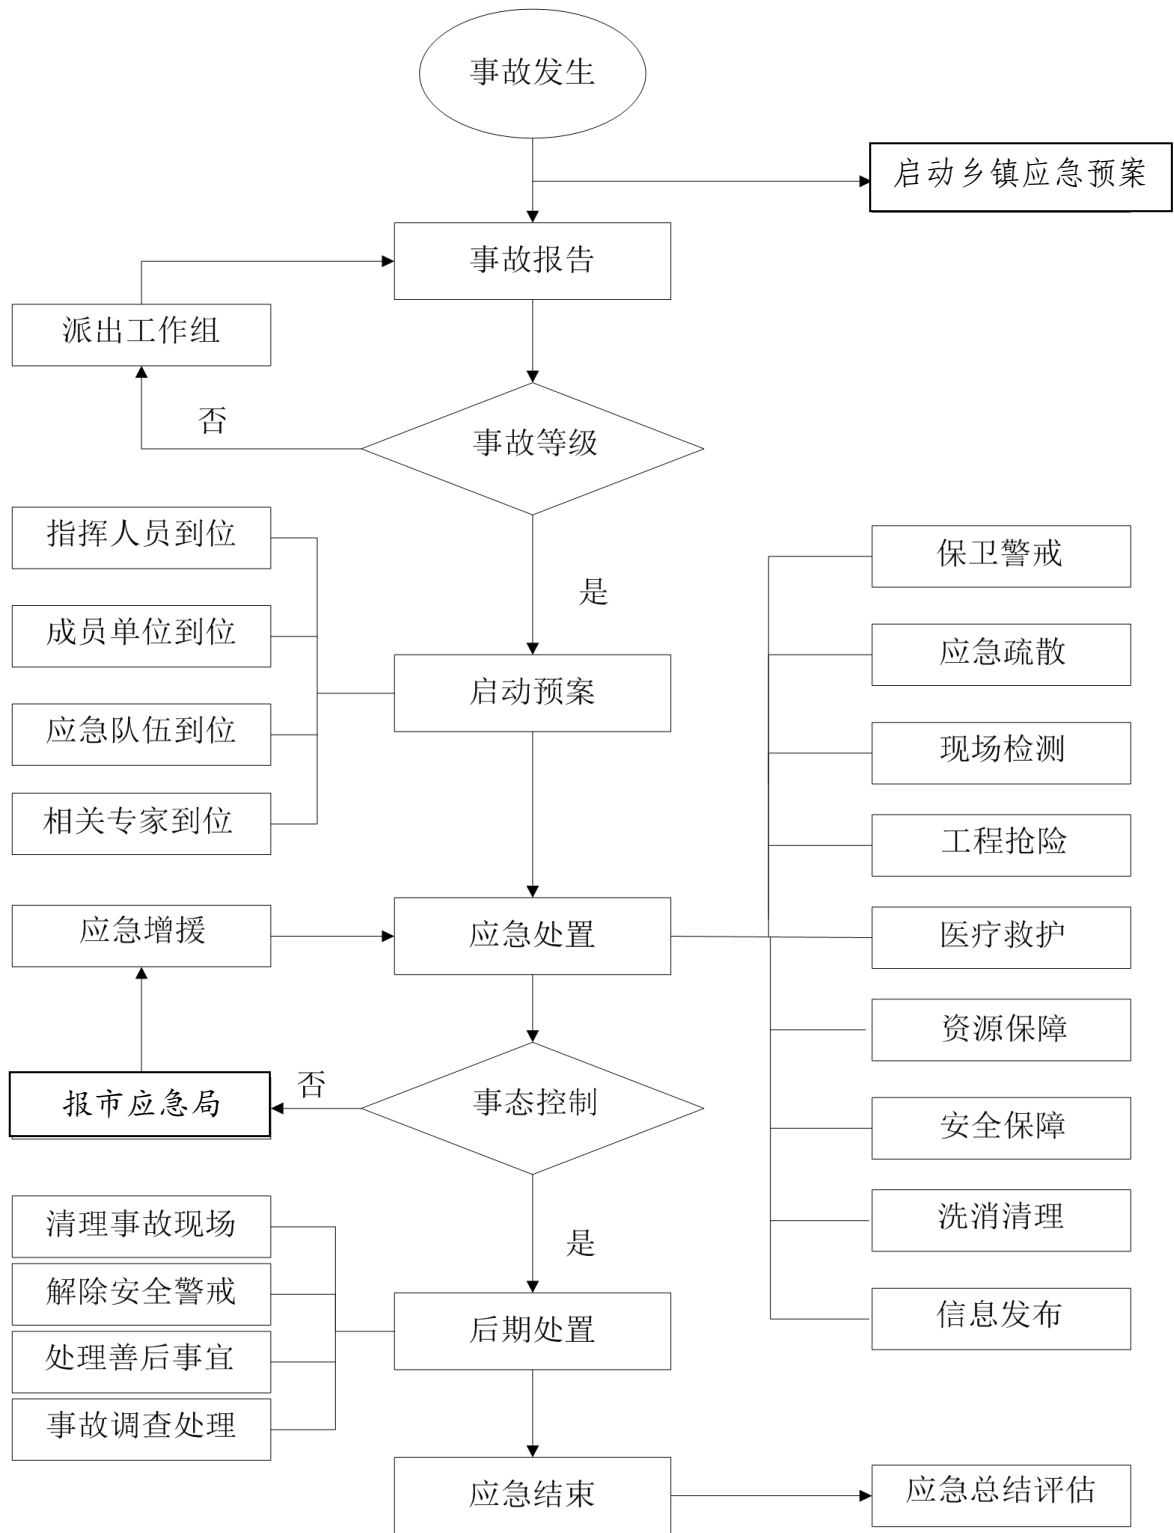 事故发生
启动乡镇应急预案
事故报告
派出工作组
否
事故等级
指挥人员到位
保卫警戒
是
成员单位到位
应急疏散
启动预案
应急队伍到位
现场检测
相关专家到位
工程抢险
应急增援
应急处置
医疗救护
资源保障
否
报市应急局
事态控制
安全保障
清理事故现场
洗消清理
是
解除安全警戒
后期处置
信息发布
处理善后事宜
事故调查处理
应急结束
应急总结评估